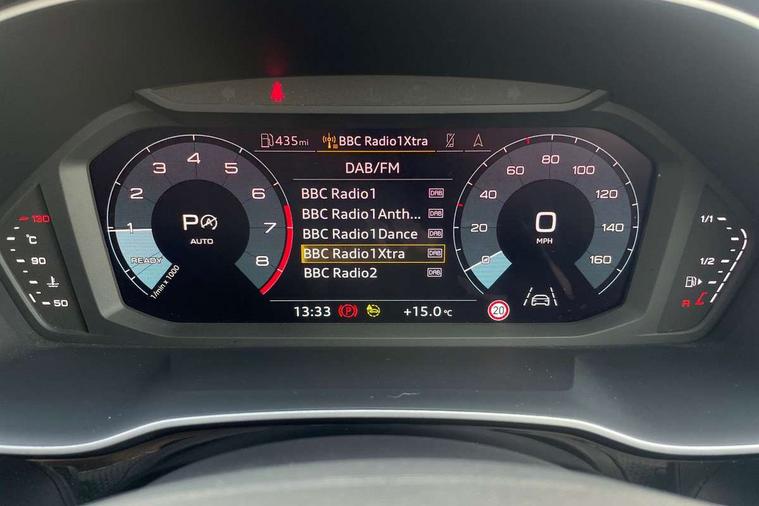 435mi BBC Radio1Xtra
DAB/FM
BBC Radio1 DAB
BBC Radio1Anth... DAB
BBC Radio1Dance DAB
BBC Radio1Xtra DAB
BBC Radio2 DAB
13:33 P +15.0°C 20
1 2 3 4 5 6 7 8
P A
AUTO
READY
1/min x 1000
0 20 40 60 80 100 120 140 160
0
MPH
130
°C
90
50
1/1
1/2
R